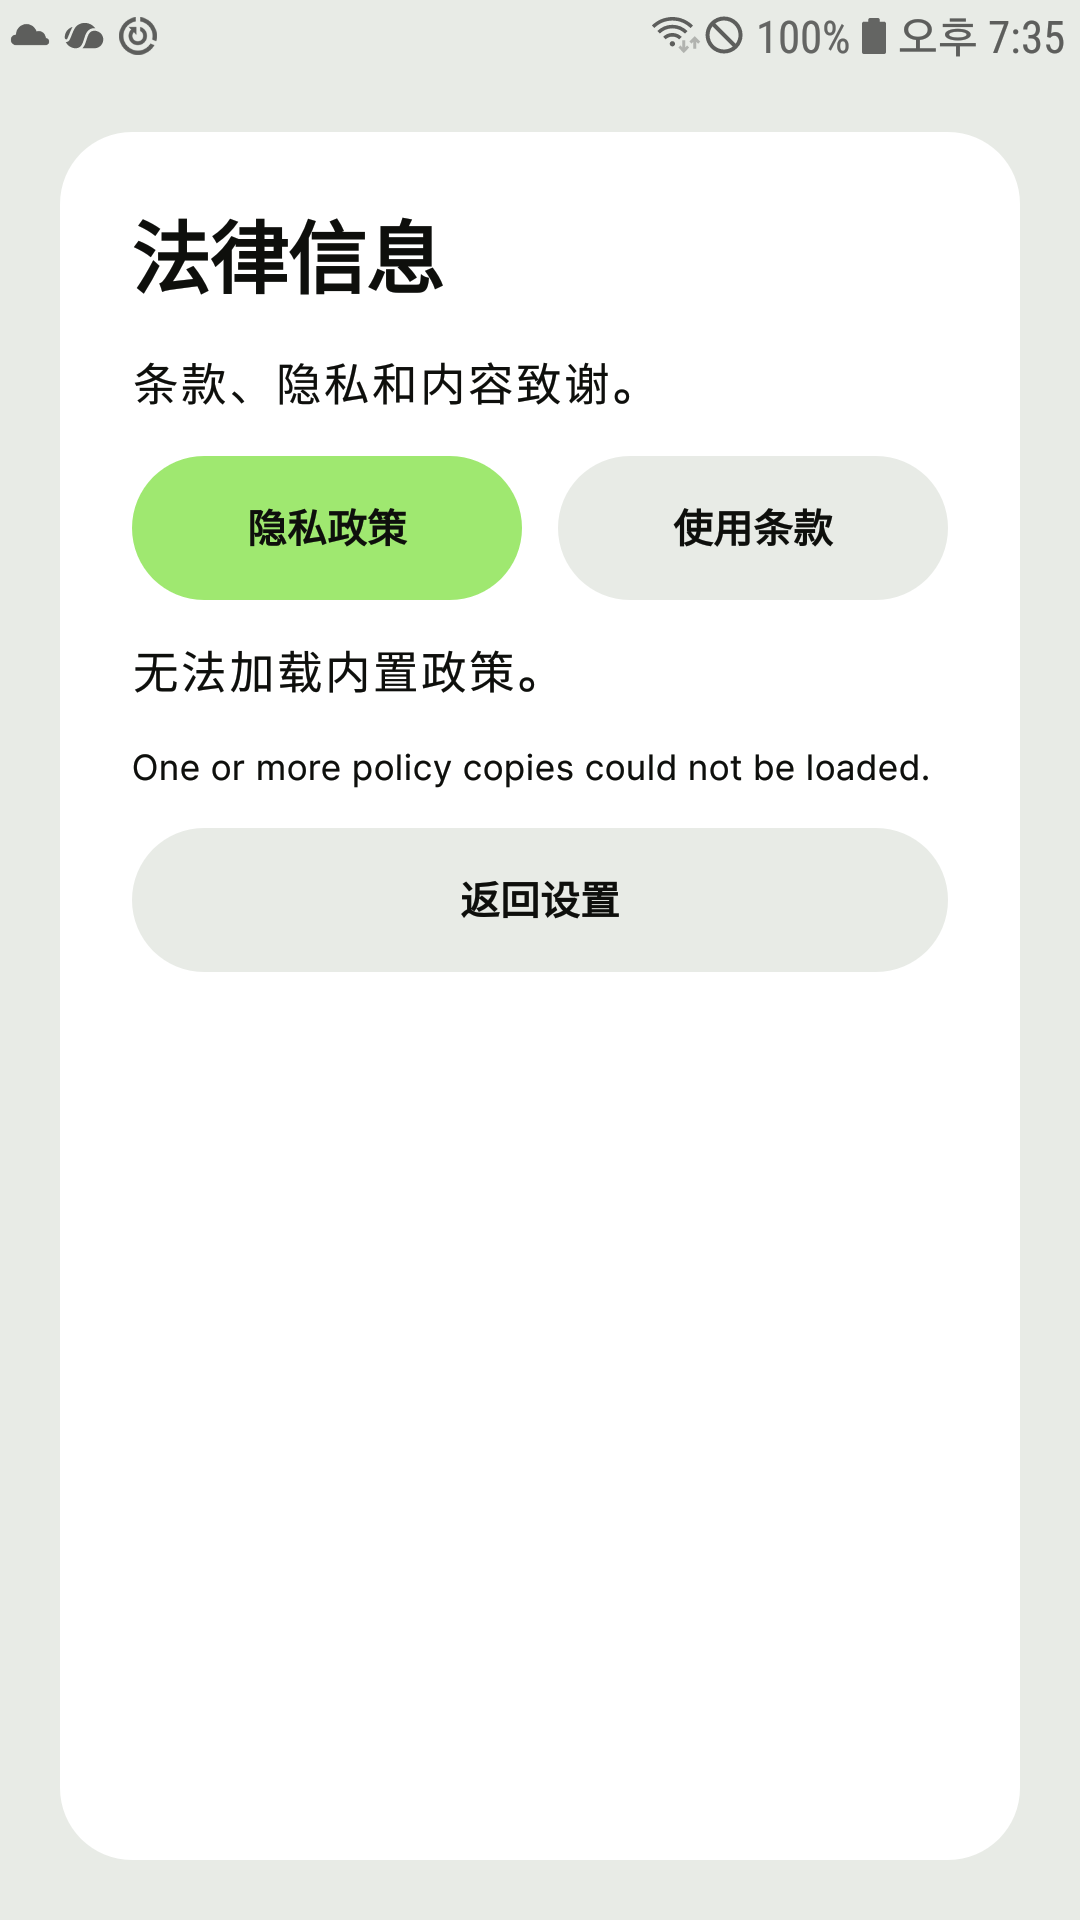 100% 오후 7:35
法律信息
条款、隐私和内容致谢。
隐私政策
使用条款
无法加载内置政策。
One or more policy copies could not be loaded.
返回设置